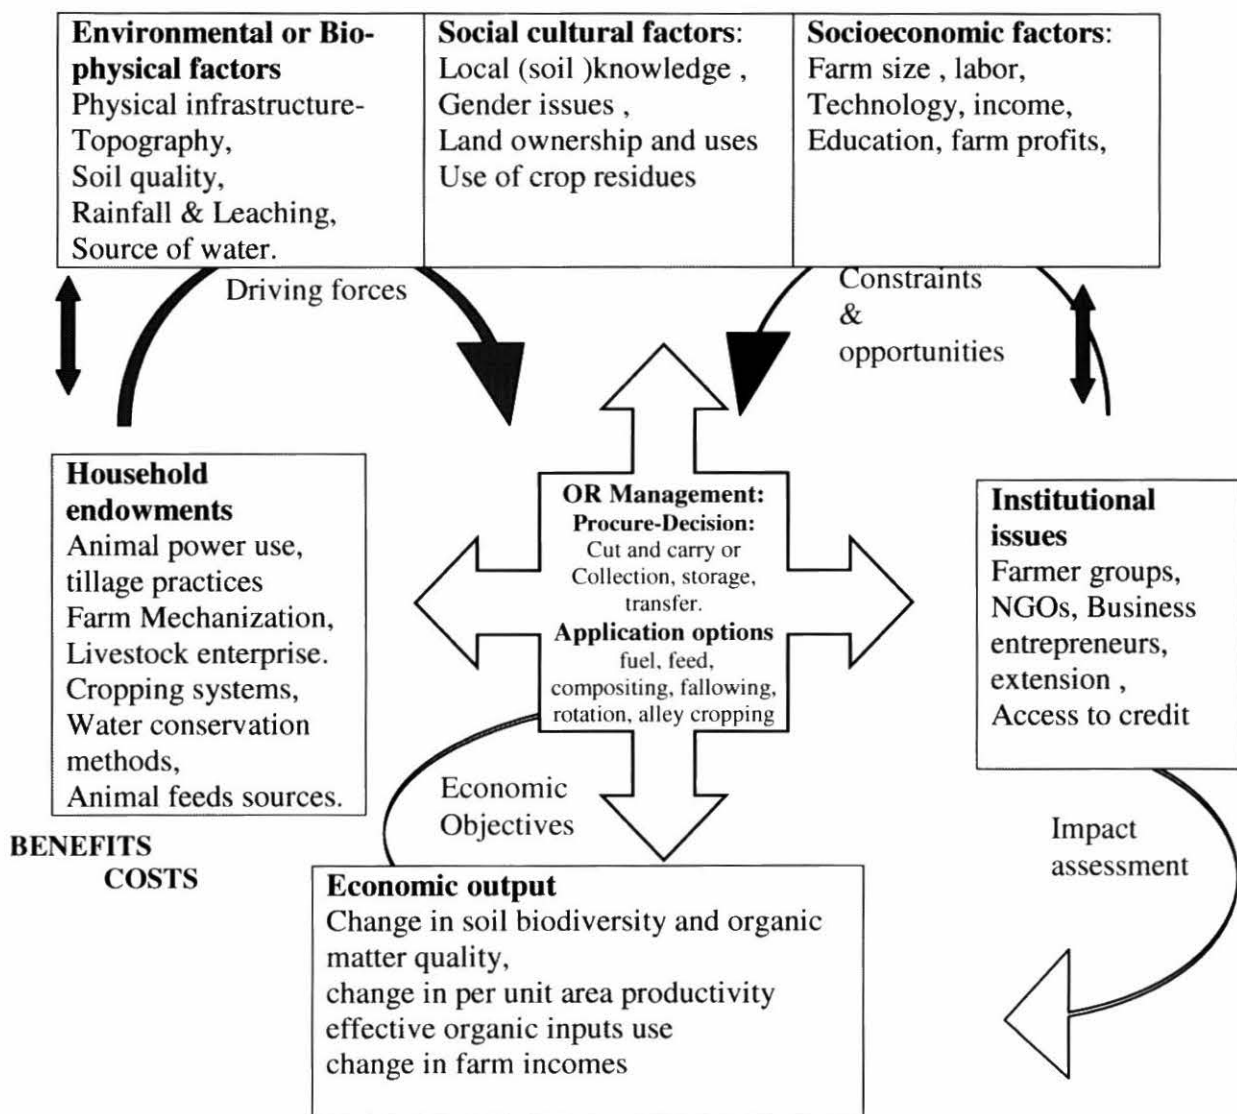 Environmental or Bio-
physical factors
Physical infrastructure-
Topography,
Soil quality,
Rainfall & Leaching,
Source of water.
Social cultural factors:
Local (soil )knowledge ,
Gender issues ,
Land ownership and uses
Use of crop residues
Socioeconomic factors:
Farm size , labor,
Technology, income,
Education, farm profits,
Driving forces
Constraints
&
opportunities
Household
endowments
Animal power use,
tillage practices
Farm Mechanization,
Livestock enterprise.
Cropping systems,
Water conservation
methods,
Animal feeds sources.
OR Management:
Procure-Decision:
Cut and carry or
Collection, storage,
transfer.
Application options
fuel, feed,
compositing, fallowing,
rotation, alley cropping
Institutional
issues
Farmer groups,
NGOs, Business
entrepreneurs,
extension ,
Access to credit
Economic
Objectives
Impact
assessment
BENEFITS
COSTS
Economic output
Change in soil biodiversity and organic
matter quality,
change in per unit area productivity
effective organic inputs use
change in farm incomes